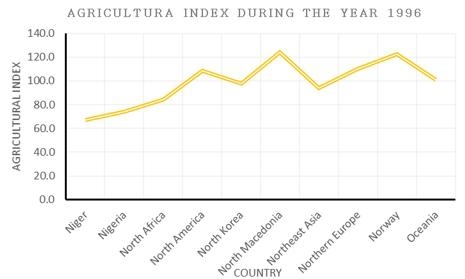 AGRICULTURA INDEX DURING THE YEAR 1996
140.0
120.0
100.0
80.0
60.0
40.0
20.0
0.0
AGRICULTURAL INDEX
Niger
Nigeria
North Africa
North America
North Korea
North Macedonia
Northeast Asia
Northern Europe
Norway
Oceania
COUNTRY